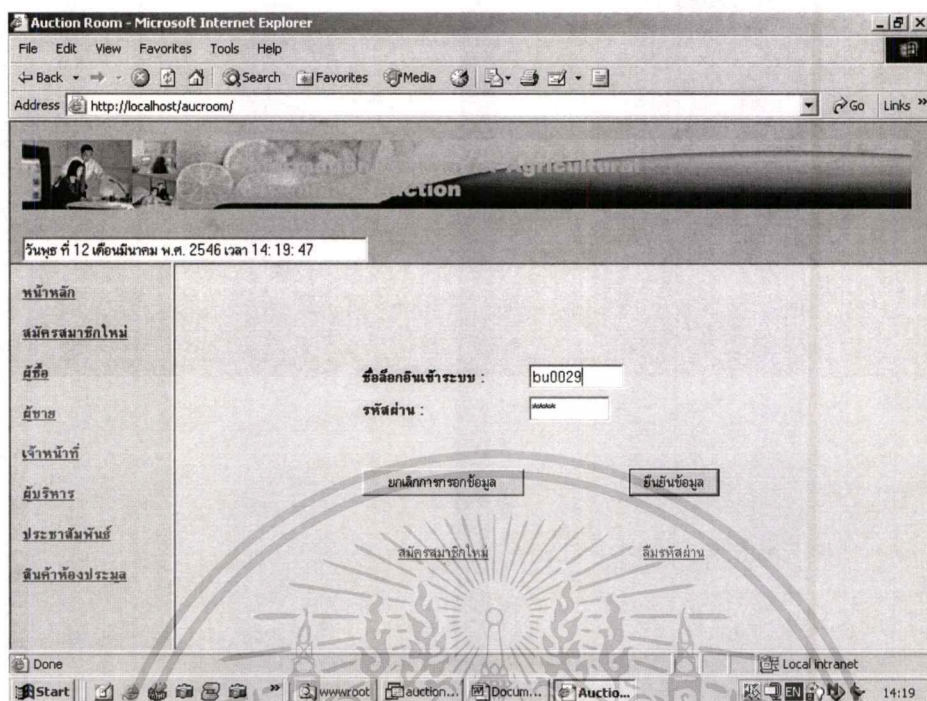 Auction Room - Microsoft Internet Explorer
File Edit View Favorites Tools Help
Back Search Favorites Media
Address http://localhost/aucroom/ Go Links »
Agricultural
ction
วันพุธ ที่ 12 เดือนมีนาคม พ.ศ. 2546 เวลา 14: 19: 47
หน้าหลัก
สมัครสมาชิกใหม่
ผู้ซื้อ
ผู้ขาย
เจ้าหน้าที่
ผู้บริหาร
ประชาสัมพันธ์
สินค้าห้องประมูล
ชื่อล็อกอินเข้าระบบ : bu0029
รหัสผ่าน : ****
ยกเลิกการกรอกข้อมูล ยืนยันข้อมูล
สมัครสมาชิกใหม่ ลืมรหัสผ่าน
Done Local intranet
Start » wwwroot auction... Docum... Auctio... EN 14:19